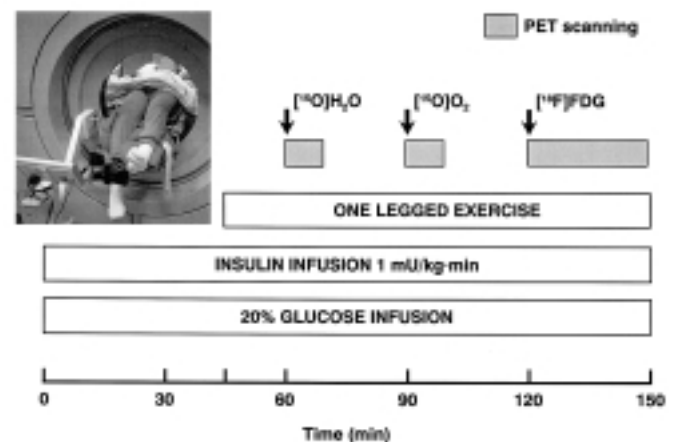 PET scanning
[¹⁵O]H₂O [¹⁵O]O₂ [¹⁸F]FDG
ONE LEGGED EXERCISE
INSULIN INFUSION 1 mU/kg·min
20% GLUCOSE INFUSION
0 30 60 90 120 150
Time (min)